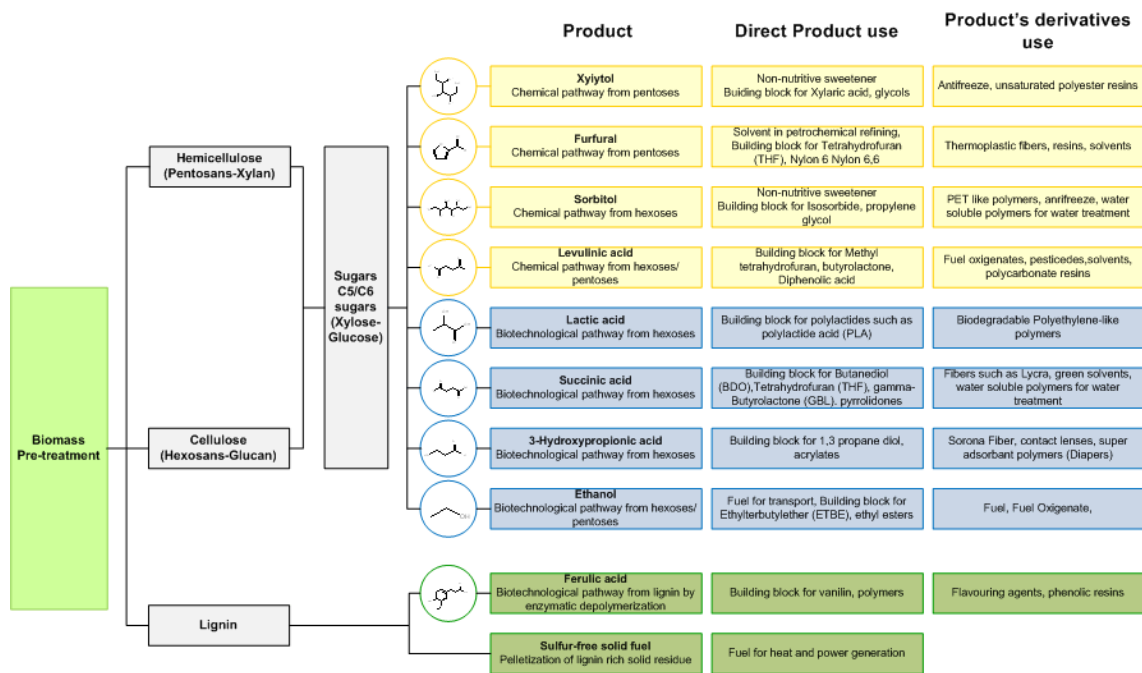 Product
Direct Product use
Product's derivatives
use
Xyiytol
Chemical pathway from pentoses
Non-nutritive sweetener
Buiding block for Xylaric acid, glycols
Antifreeze, unsaturated polyester resins
Furfural
Chemical pathway from pentoses
Solvent in petrochemical refining,
Building block for Tetrahydrofuran
(THF), Nylon 6 Nylon 6,6
Thermoplastic fibers, resins, solvents
Sorbitol
Chemical pathway from hexoses
Non-nutritive sweetener
Building block for Isosorbide, propylene
glycol
PET like polymers, anrifreeze, water
soluble polymers for water treatment
Levulinic acid
Chemical pathway from hexoses/
pentoses
Building block for Methyl
tetrahydrofuran, butyrolactone,
Diphenolic acid
Fuel oxigenates, pesticedes,solvents,
polycarbonate resins
Lactic acid
Biotechnological pathway from hexoses
Building block for polylactides such as
polylactide acid (PLA)
Biodegradable Polyethylene-like
polymers
Succinic acid
Biotechnological pathway from hexoses
Building block for Butanediol
(BDO),Tetrahydrofuran (THF), gamma-
Butyrolactone (GBL). pyrrolidones
Fibers such as Lycra, green solvents,
water soluble polymers for water
treatment
3-Hydroxypropionic acid
Biotechnological pathway from hexoses
Building block for 1,3 propane diol,
acrylates
Sorona Fiber, contact lenses, super
adsorbant polymers (Diapers)
Ethanol
Biotechnological pathway from hexoses/
pentoses
Fuel for transport, Building block for
Ethylterbutylether (ETBE), ethyl esters
Fuel, Fuel Oxigenate,
Ferulic acid
Biotechnological pathway from lignin by
enzymatic depolymerization
Building block for vanilin, polymers
Flavouring agents, phenolic resins
Sulfur-free solid fuel
Pelletization of lignin rich solid residue
Fuel for heat and power generation
Hemicellulose
(Pentosans-Xylan)
Sugars
C5/C6
sugars
(Xylose-
Glucose)
Biomass
Pre-treatment
Cellulose
(Hexosans-Glucan)
Lignin